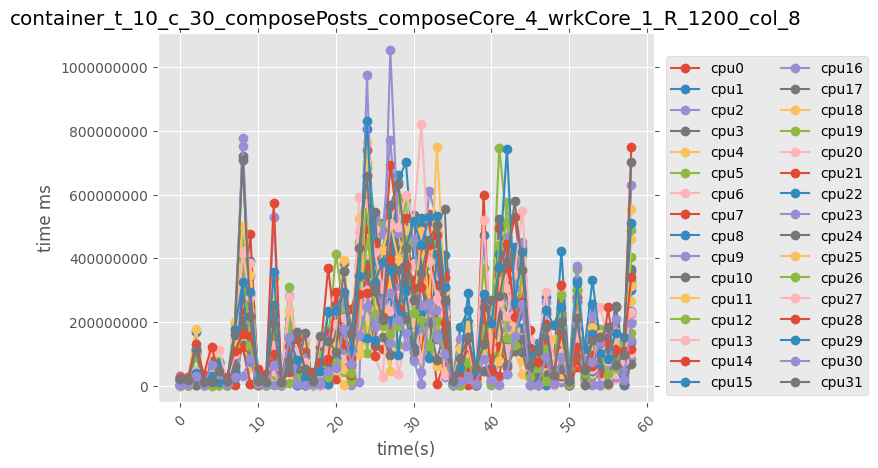 container_t_10_c_30_composePosts_composeCore_4_wrkCore_1_R_1200_col_8
1000000000
800000000
600000000
400000000
200000000
0
time ms
0
10
20
30
40
50
60
time(s)
cpu0
cpu1
cpu2
cpu3
cpu4
cpu5
cpu6
cpu7
cpu8
cpu9
cpu10
cpu11
cpu12
cpu13
cpu14
cpu15
cpu16
cpu17
cpu18
cpu19
cpu20
cpu21
cpu22
cpu23
cpu24
cpu25
cpu26
cpu27
cpu28
cpu29
cpu30
cpu31